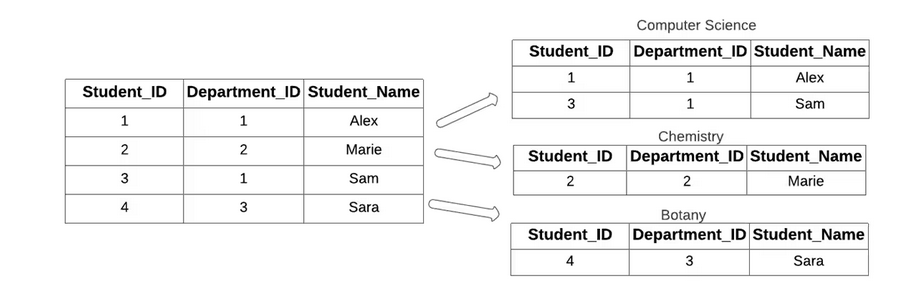 Student_ID Department_ID Student_Name
1 1 Alex
2 2 Marie
3 1 Sam
4 3 Sara
Computer Science
Student_ID Department_ID Student_Name
1 1 Alex
3 1 Sam
Chemistry
Student_ID Department_ID Student_Name
2 2 Marie
Botany
Student_ID Department_ID Student_Name
4 3 Sara